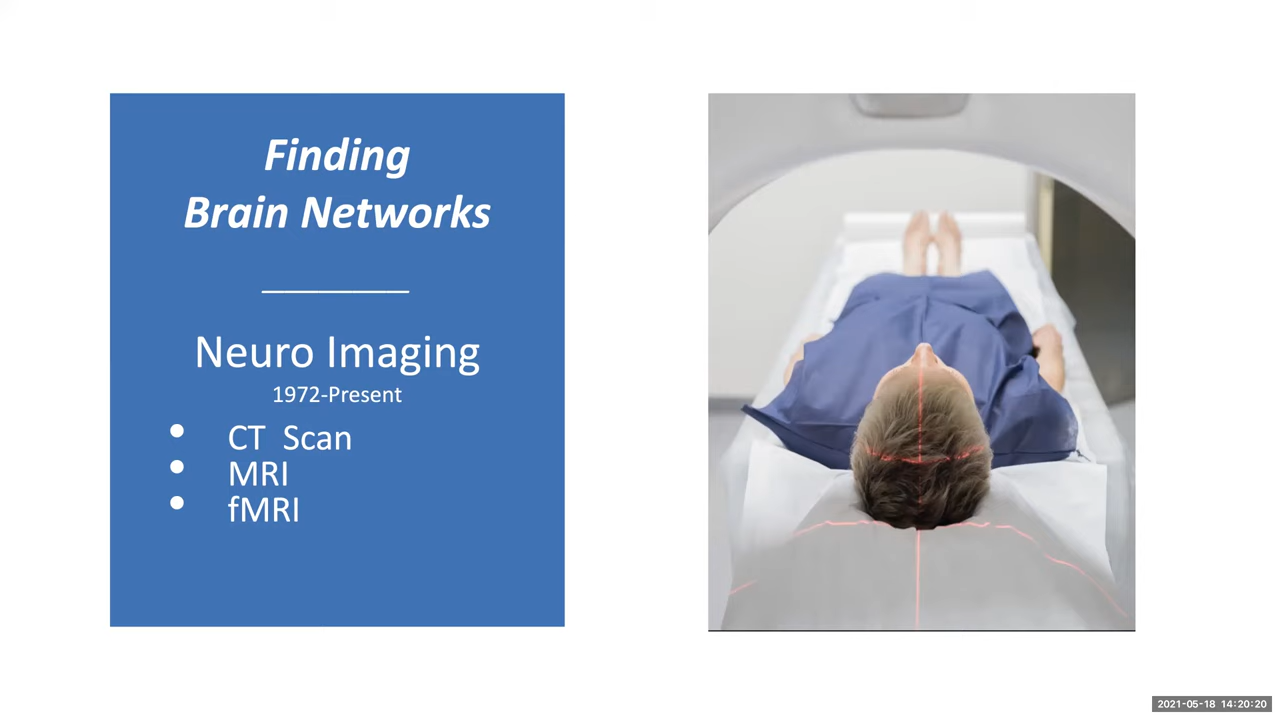 Finding
Brain Networks
Neuro Imaging
1972-Present
• CT Scan
• MRI
• fMRI
2021-05-18 14:20:20